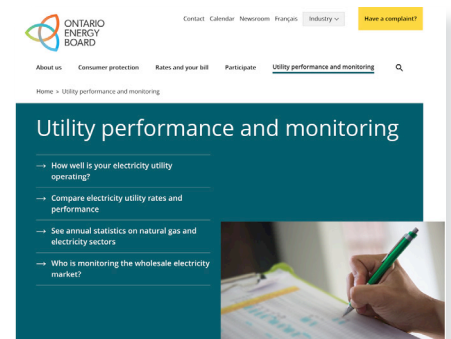 ONTARIO
ENERGY
BOARD
Contact Calendar Newsroom Français Industry Have a complaint?
About us Consumer protection Rates and your bill Participate Utility performance and monitoring
Home > Utility performance and monitoring
Utility performance and monitoring
→ How well is your electricity utility
operating?
→ Compare electricity utility rates and
performance
→ See annual statistics on natural gas and
electricity sectors
→ Who is monitoring the wholesale electricity
market?